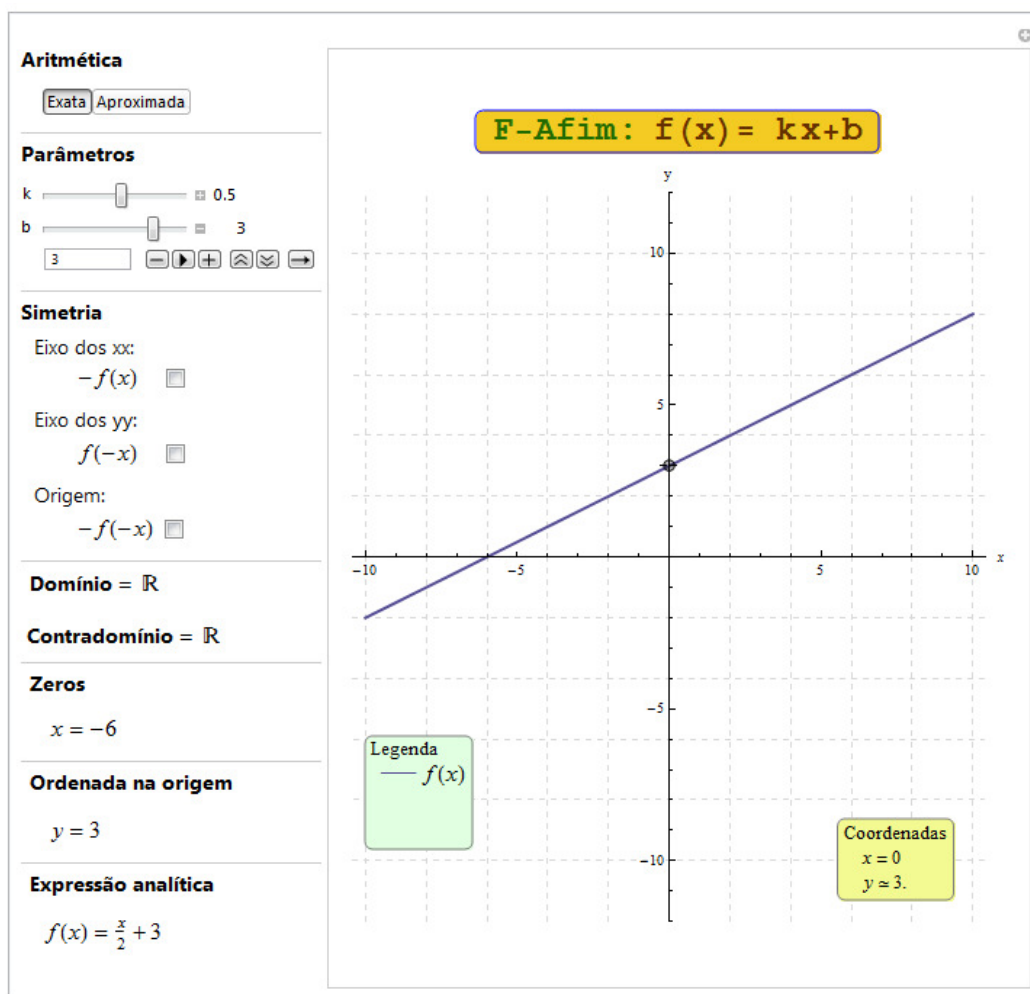 Aritmética
Exata Aproximada
Parâmetros
k 0.5
b 3
3
Simetria
Eixo dos xx:
−f(x)
Eixo dos yy:
f(−x)
Origem:
−f(−x)
Domínio = ℝ
Contradomínio = ℝ
Zeros
x = −6
Ordenada na origem
y = 3
Expressão analítica
f(x) = x/2 + 3
F-Afim: f(x)= kx+b
y
10
5
−10 −5 5 10 x
−5
−10
Legenda
f(x)
Coordenadas
x = 0
y ≃ 3.